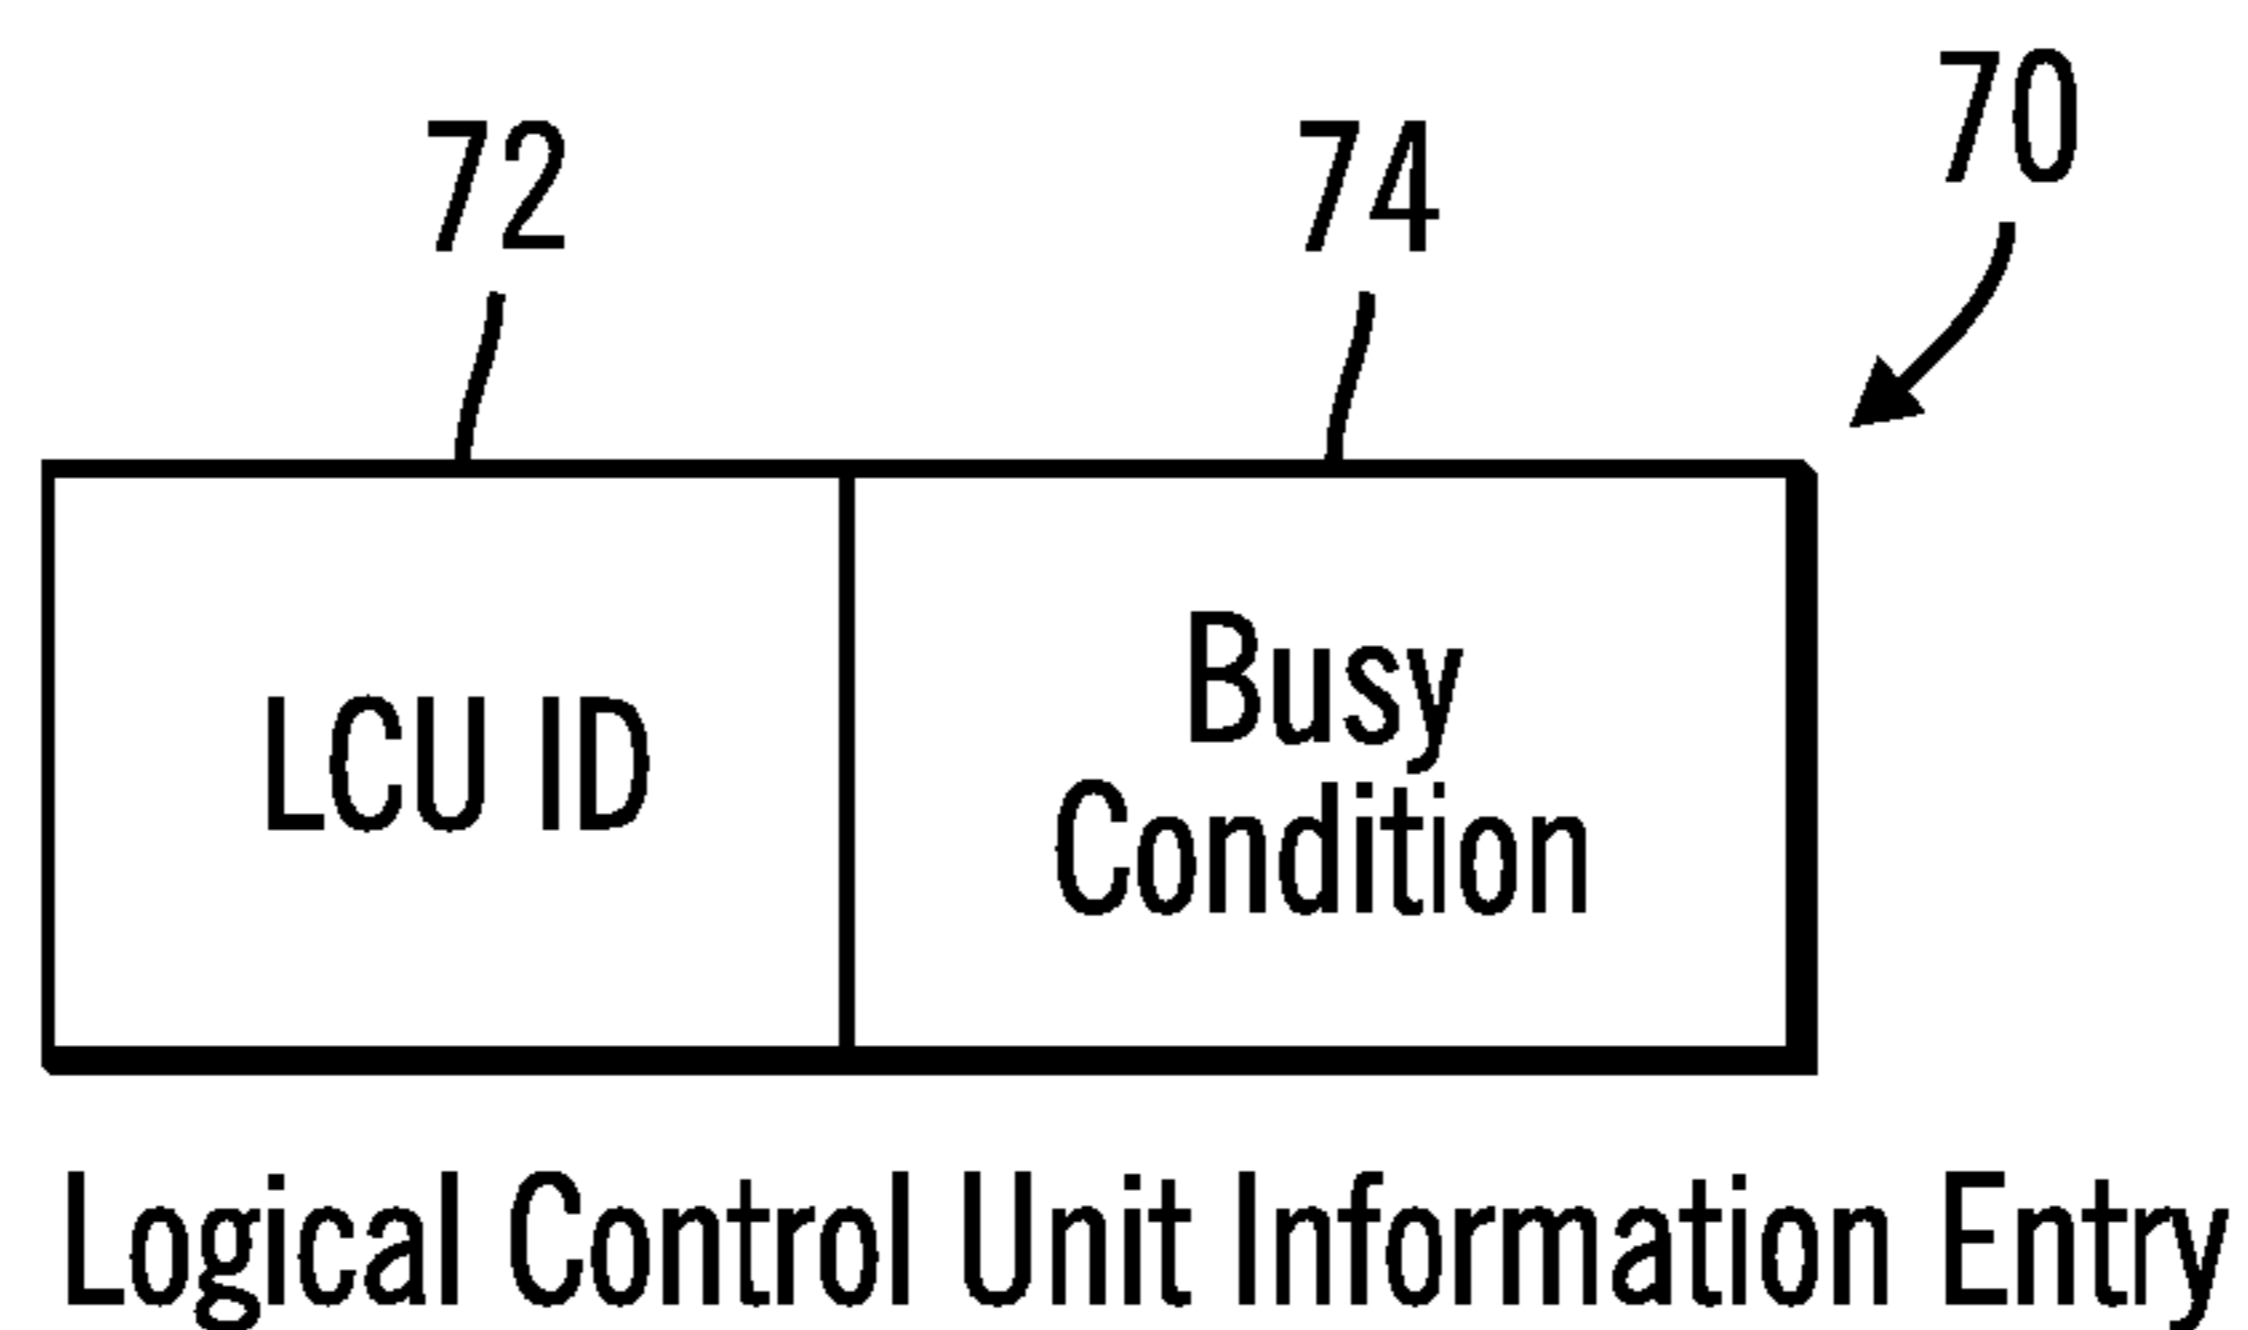 70
72 74
LCU ID
Busy
Condition
Logical Control Unit Information Entry